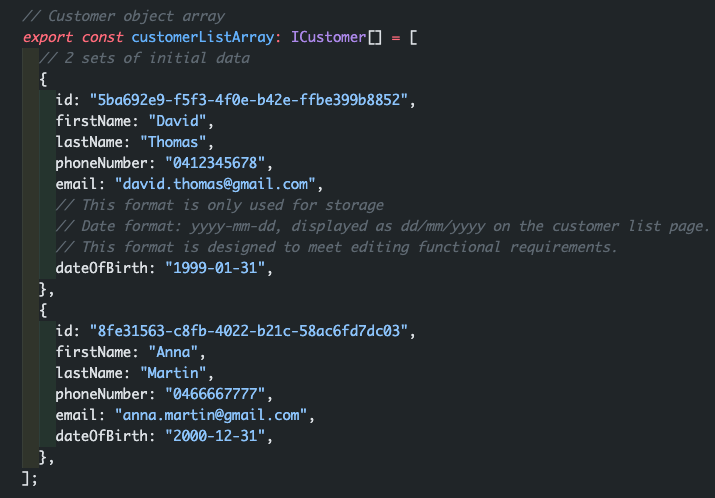 // Customer object array
export const customerListArray: ICustomer[] = [
// 2 sets of initial data
{
id: "5ba692e9-f5f3-4f0e-b42e-ffbe399b8852",
firstName: "David",
lastName: "Thomas",
phoneNumber: "0412345678",
email: "david.thomas@gmail.com",
// This format is only used for storage
// Date format: yyyy-mm-dd, displayed as dd/mm/yyyy on the customer list page.
// This format is designed to meet editing functional requirements.
dateOfBirth: "1999-01-31",
},
{
id: "8fe31563-c8fb-4022-b21c-58ac6fd7dc03",
firstName: "Anna",
lastName: "Martin",
phoneNumber: "0466667777",
email: "anna.martin@gmail.com",
dateOfBirth: "2000-12-31",
},
];